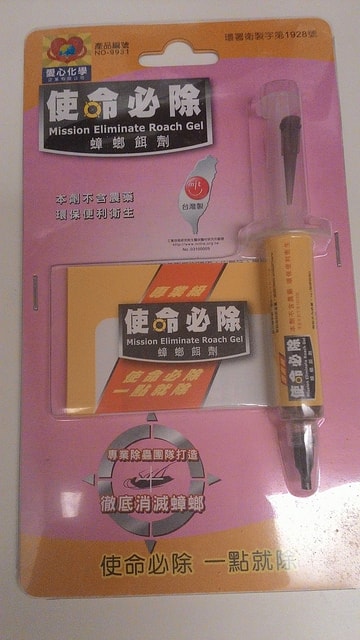 產品編號
NO-9931
環署衛製字第1928號
愛心化學
使命必除
Mission Eliminate Roach Gel
蟑螂餌劑
本劑不含農藥
環保便利衛生
台灣製
專業級
使命必除
Mission Eliminate Roach Gel
蟑螂餌劑
使命必除
一點就除
使命必除
專業除蟲團隊打造
徹底消滅蟑螂
使命必除 一點就除